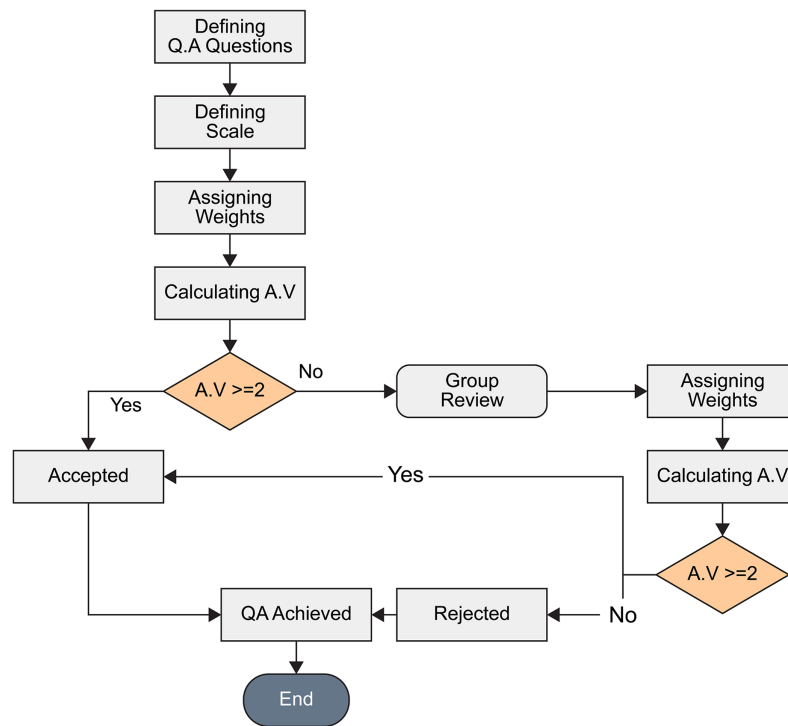 Defining
Q.A Questions
Defining
Scale
Assigning
Weights
Calculating A.V
A.V >=2
No
Yes
Group
Review
Assigning
Weights
Accepted
Yes
Calculating A.V
A.V >=2
QA Achieved
Rejected
No
End